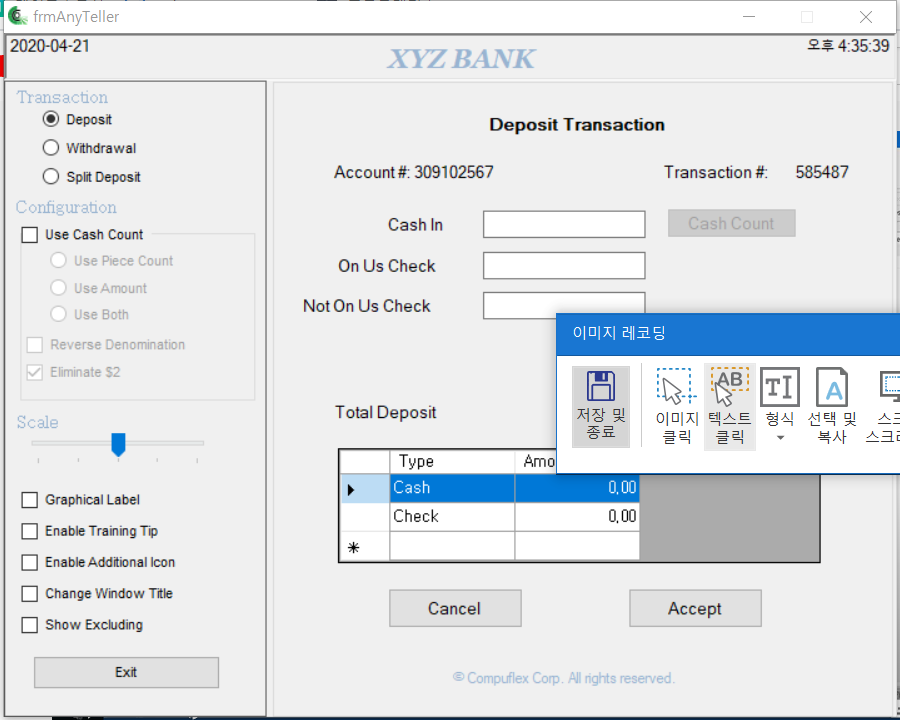 frmAnyTeller
2020-04-21
XYZ BANK
오후 4:35:39
Transaction
Deposit
Withdrawal
Split Deposit
Configuration
Use Cash Count
Use Piece Count
Use Amount
Use Both
Reverse Denomination
Eliminate $2
Scale
Graphical Label
Enable Training Tip
Enable Additional Icon
Change Window Title
Show Excluding
Exit
Deposit Transaction
Account #: 309102567
Transaction #: 585487
Cash In
Cash Count
On Us Check
Not On Us Check
이미지 레코딩
저장 및
종료
이미지
클릭
AB
텍스트
클릭
TI
형식
A
선택 및
복사
스크
스크
Total Deposit
Type Amo
Cash 0,00
Check 0,00
Cancel
Accept
© Compuflex Corp. All rights reserved.